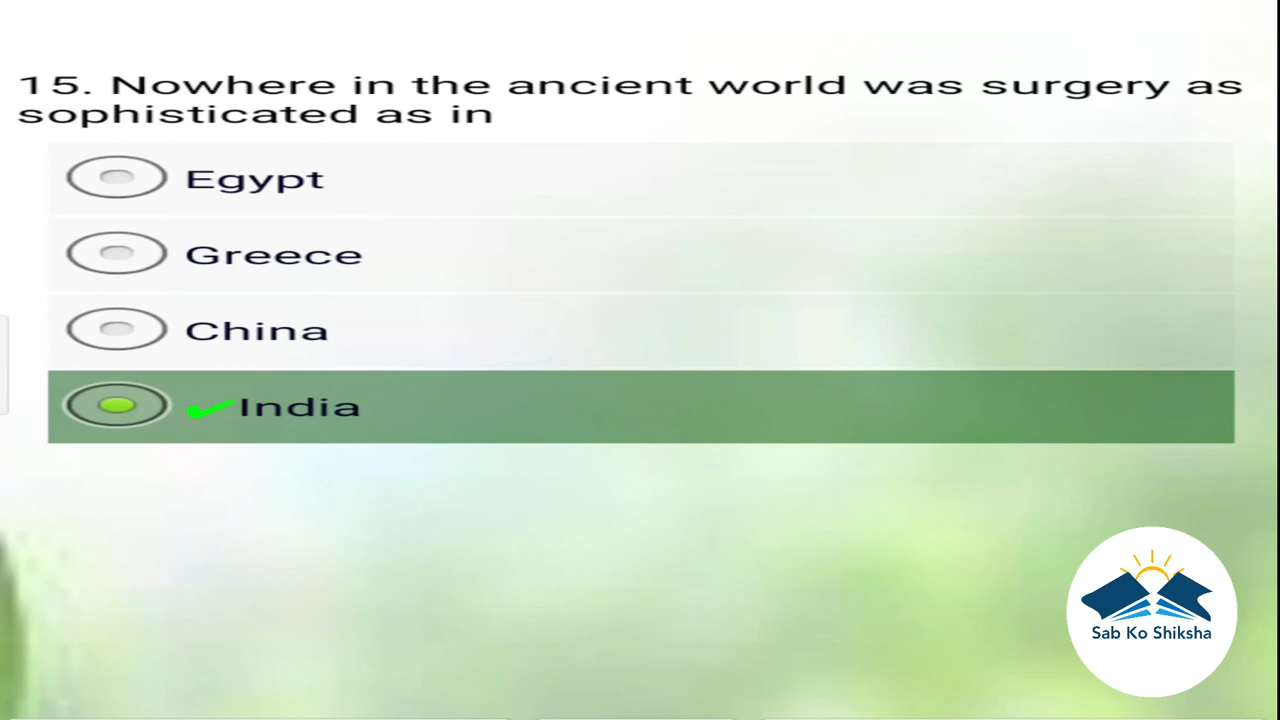 15. Nowhere in the ancient world was surgery as
sophisticated as in
Egypt
Greece
China
✔India
Sab Ko Shiksha